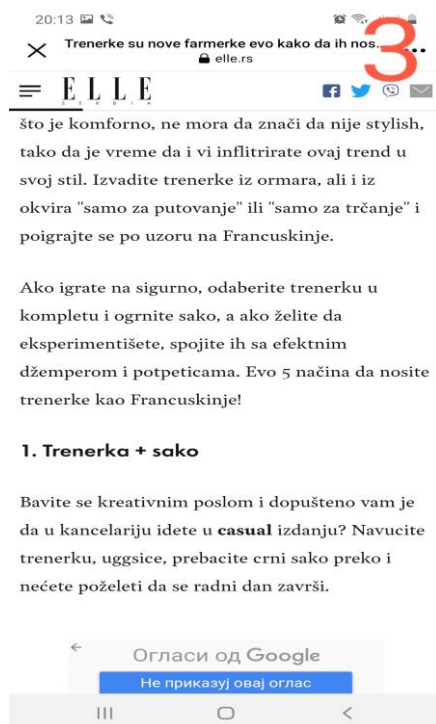 20:13
3
Trenerke su nove farmerke evo kako da ih nos...
elle.rs
ELLE
SERBIA
što je komforno, ne mora da znači da nije stylish,
tako da je vreme da i vi inflitrirate ovaj trend u
svoj stil. Izvadite trenerke iz ormara, ali i iz
okvira "samo za putovanje" ili "samo za trčanje" i
poigrajte se po uzoru na Francuskinje.
Ako igrate na sigurno, odaberite trenerku u
kompletu i ogrnite sako, a ako želite da
eksperimentišete, spojite ih sa efektnim
džemperom i potpeticama. Evo 5 načina da nosite
trenerke kao Francuskinje!
1. Trenerka + sako
Bavite se kreativnim poslom i dopušteno vam je
da u kancelariju idete u casual izdanju? Navucite
trenerku, uggsice, prebacite crni sako preko i
nećete poželeti da se radni dan završi.
Огласи од Google
Не приказуј овај оглас